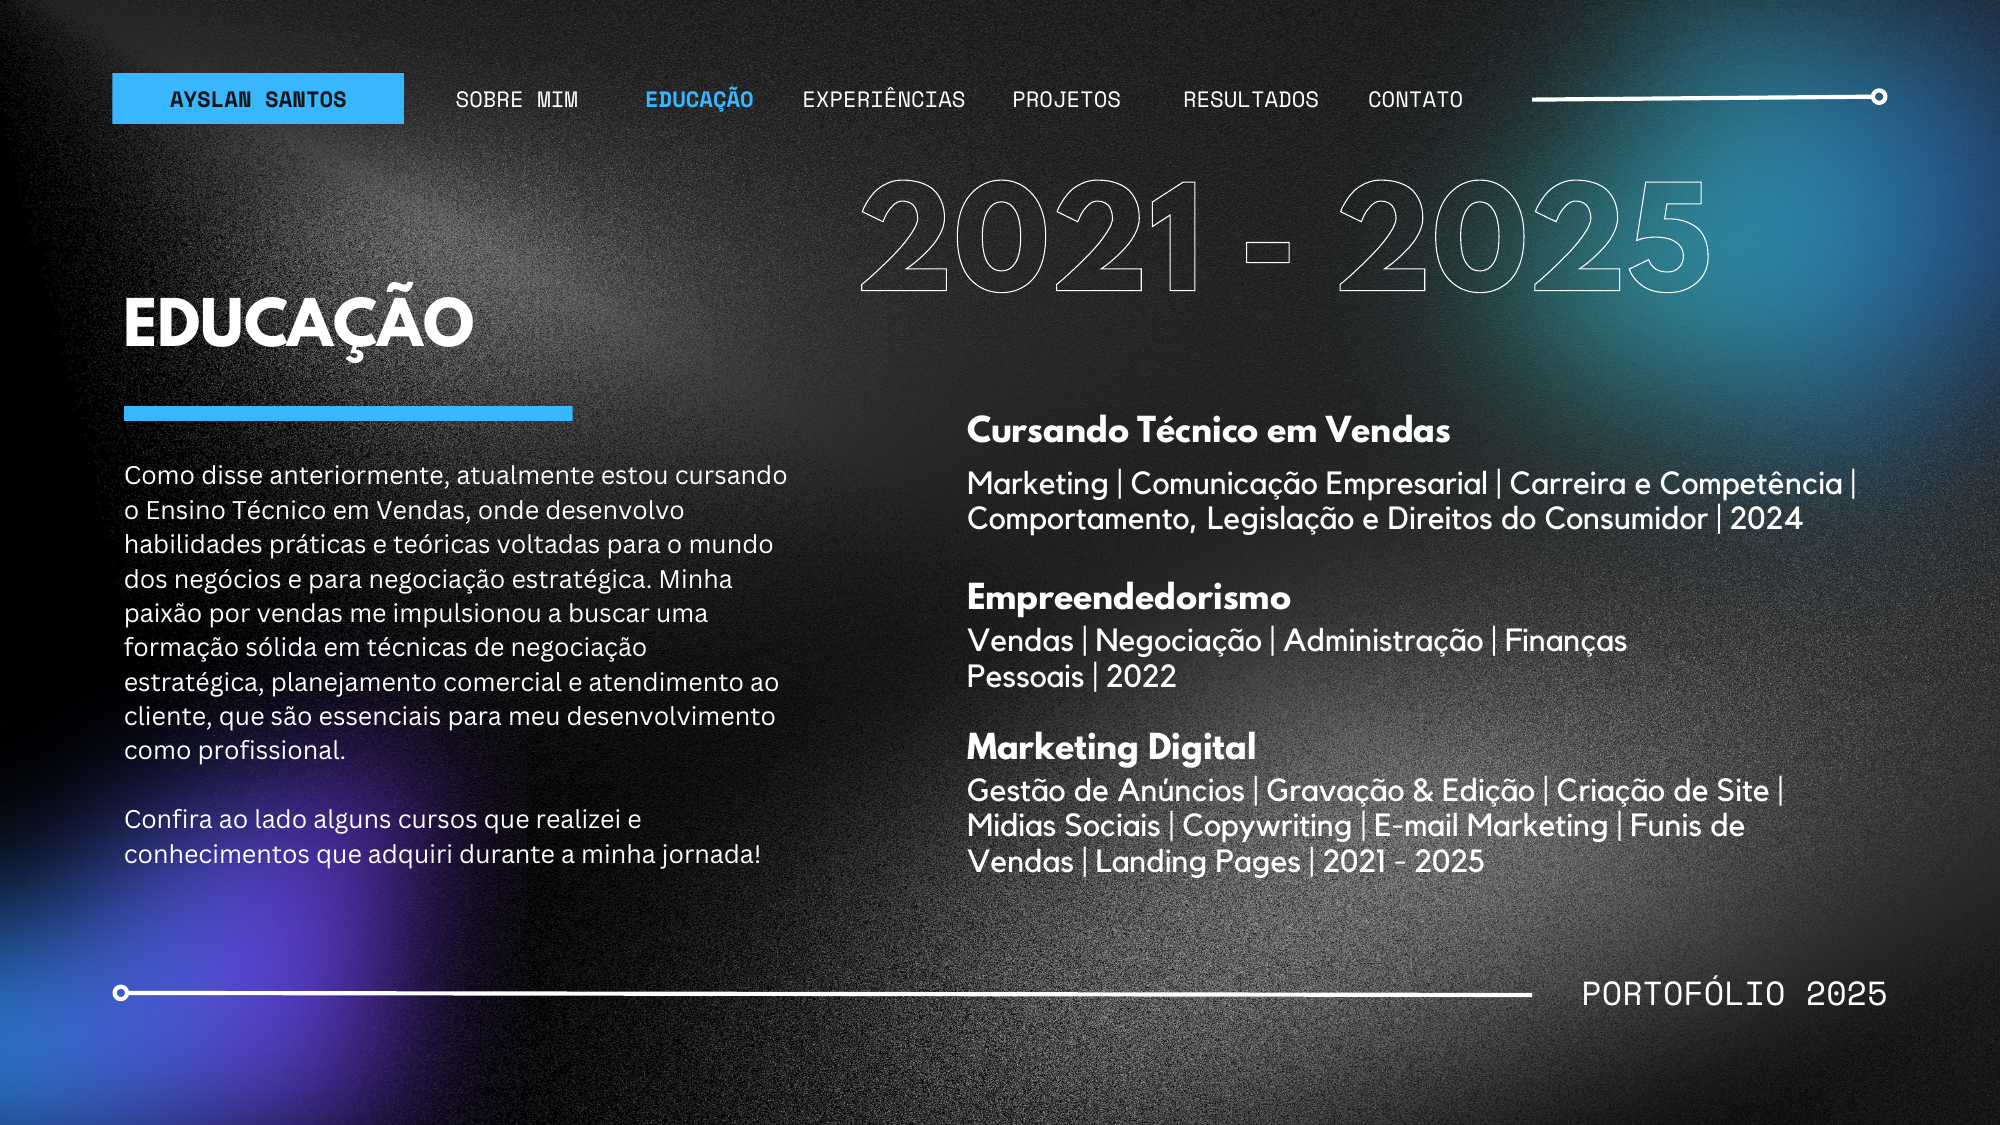 AYSLAN SANTOS SOBRE MIM EDUCAÇÃO EXPERIÊNCIAS PROJETOS RESULTADOS CONTATO
2021 - 2025
EDUCAÇÃO
Como disse anteriormente, atualmente estou cursando
o Ensino Técnico em Vendas, onde desenvolvo
habilidades práticas e teóricas voltadas para o mundo
dos negócios e para negociação estratégica. Minha
paixão por vendas me impulsionou a buscar uma
formação sólida em técnicas de negociação
estratégica, planejamento comercial e atendimento ao
cliente, que são essenciais para meu desenvolvimento
como profissional.
Confira ao lado alguns cursos que realizei e
conhecimentos que adquiri durante a minha jornada!
Cursando Técnico em Vendas
Marketing | Comunicação Empresarial | Carreira e Competência |
Comportamento, Legislação e Direitos do Consumidor | 2024
Empreendedorismo
Vendas | Negociação | Administração | Finanças
Pessoais | 2022
Marketing Digital
Gestão de Anúncios | Gravação & Edição | Criação de Site |
Midias Sociais | Copywriting | E-mail Marketing | Funis de
Vendas | Landing Pages | 2021 - 2025
PORTOFÓLIO 2025